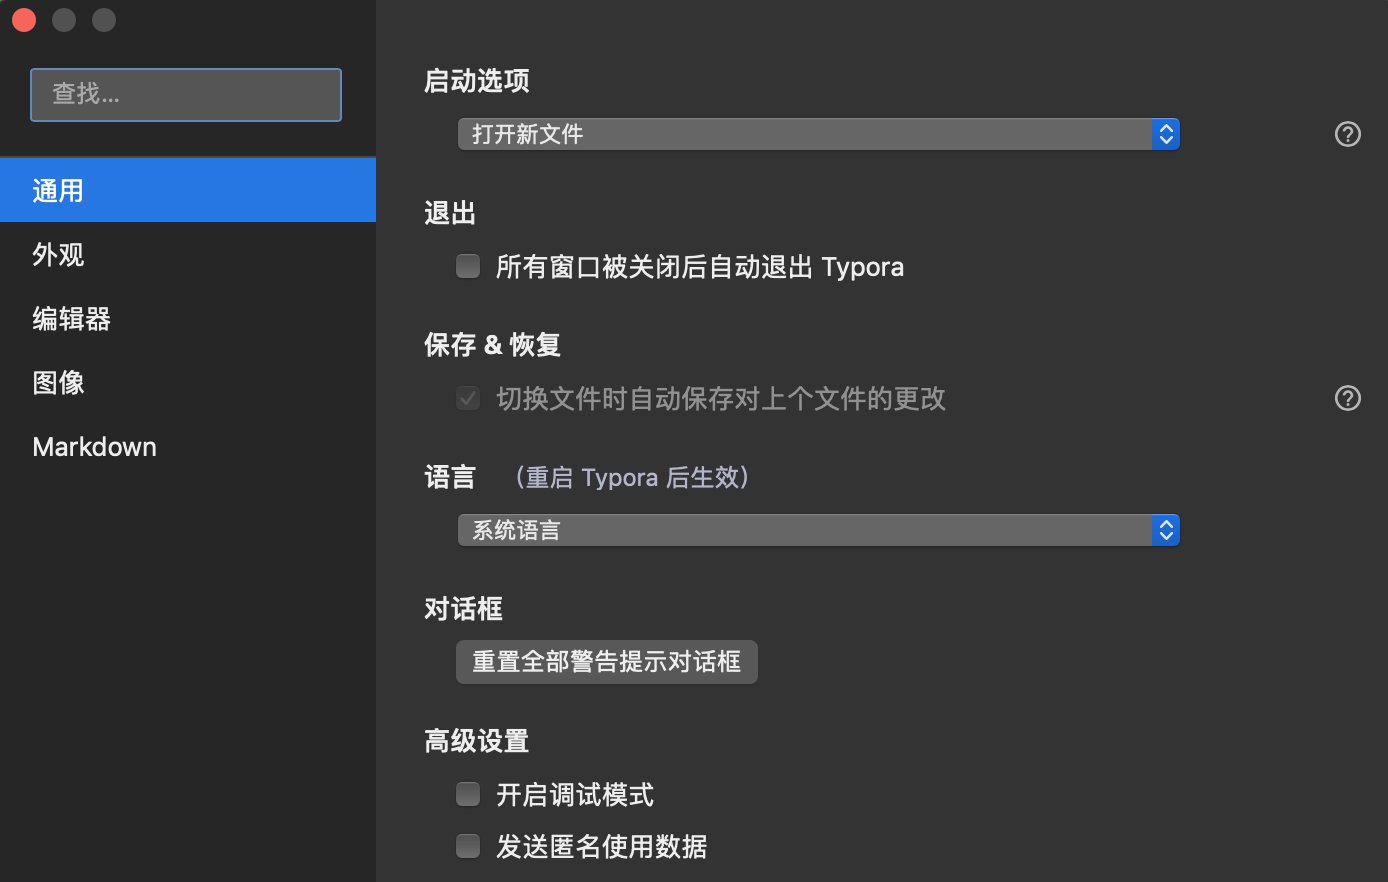 查找...
通用
外观
编辑器
图像
Markdown
启动选项
打开新文件
退出
所有窗口被关闭后自动退出 Typora
保存 & 恢复
切换文件时自动保存对上个文件的更改
语言 （重启 Typora 后生效）
系统语言
对话框
重置全部警告提示对话框
高级设置
开启调试模式
发送匿名使用数据